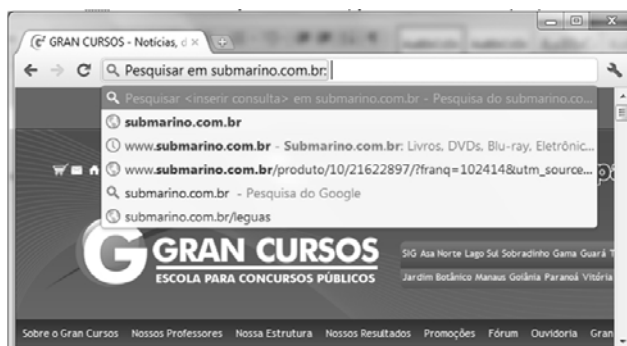 GRAN CURSOS - Notícias, d
Pesquisar em submarino.com.br:
Pesquisar <inserir consulta> em submarino.com.br - Pesquisa do submarino.co...
submarino.com.br
www.submarino.com.br - Submarino.com.br: Livros, DVDs, Blu-ray, Eletrônic...
www.submarino.com.br/produto/10/21622897/?franq=102414&utm_source...
submarino.com.br - Pesquisa do Google
submarino.com.br/leguas
G GRAN CURSOS
ESCOLA PARA CONCURSOS PÚBLICOS
SIG Asa Norte Lago Sul Sobradinho Gama Guará T
Jardim Botânico Manaus Goiânia Paranoá Vitória
Sobre o Gran Cursos Nossos Professores Nossa Estrutura Nossos Resultados Promoções Fórum Ouvidoria Gran